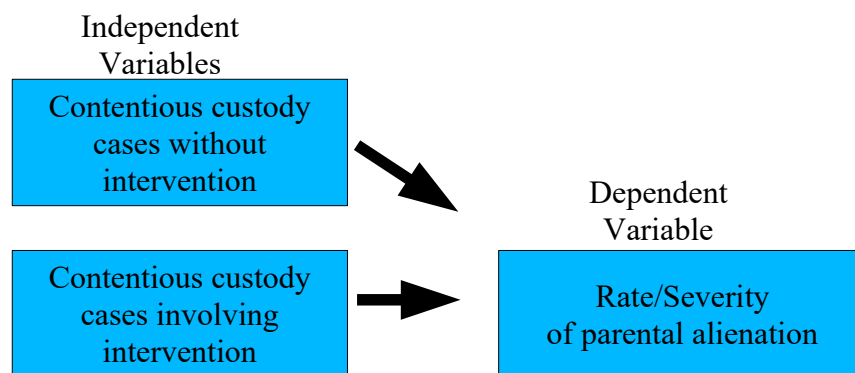 Independent
Variables
Contentious custody
cases without
intervention
Dependent
Variable
Contentious custody
cases involving
intervention
Rate/Severity
of parental alienation